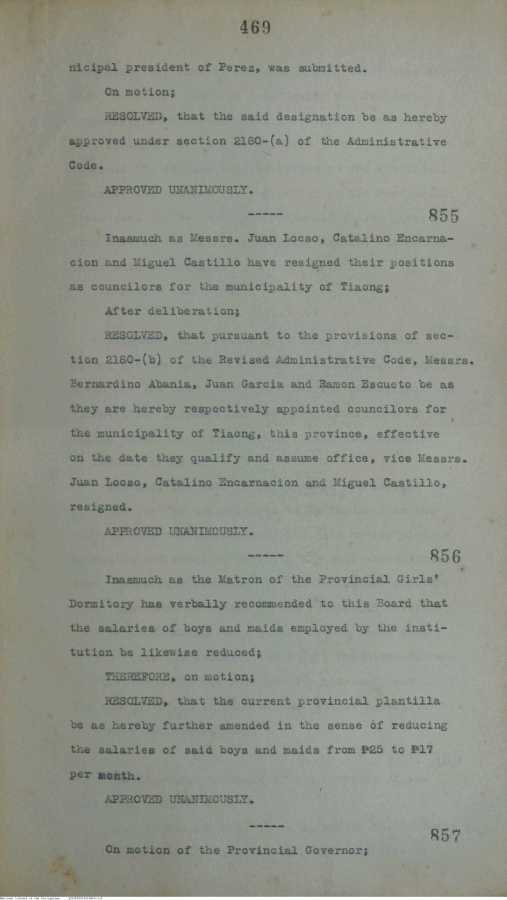 469
nicipal president of Perez, was submitted.
On motion;
RESOLVED, that the said designation be as hereby
approved under section 2180-(a) of the Administrative
Code.
APPROVED UNANIMOUSLY.
-----
855
Inasmuch as Messrs. Juan Locso, Catalino Encarna-
cion and Miguel Castillo have resigned their positions
as councilors for the municipality of Tiaong;
After deliberation;
RESOLVED, that pursuant to the provisions of sec-
tion 2180-(b) of the Revised Administrative Code, Messrs.
Bernardino Abania, Juan Garcia and Ramon Escueto be as
they are hereby respectively appointed councilors for
the municipality of Tiaong, this province, effective
on the date they qualify and assume office, vice Messrs.
Juan Locso, Catalino Encarnacion and Miguel Castillo,
resigned.
APPROVED UNANIMOUSLY.
-----
856
Inasmuch as the Matron of the Provincial Girls'
Dormitory has verbally recommended to this Board that
the salaries of boys and maids employed by the insti-
tution be likewise reduced;
THEREFORE, on motion;
RESOLVED, that the current provincial plantilla
be as hereby further amended in the sense of reducing
the salaries of said boys and maids from ₱25 to ₱17
per month.
APPROVED UNANIMOUSLY.
-----
857
On motion of the Provincial Governor;
National Library of the Philippines